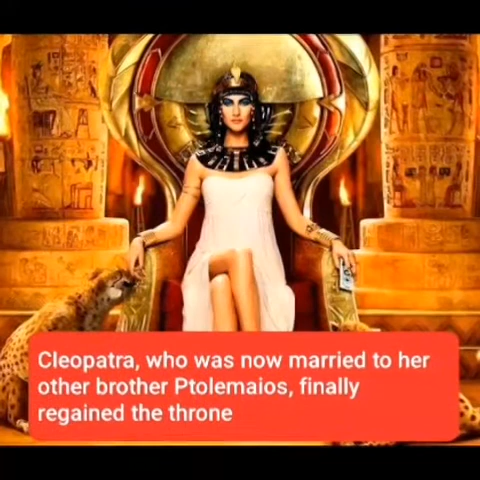 Cleopatra, who was now married to her
other brother Ptolemaios, finally
regained the throne